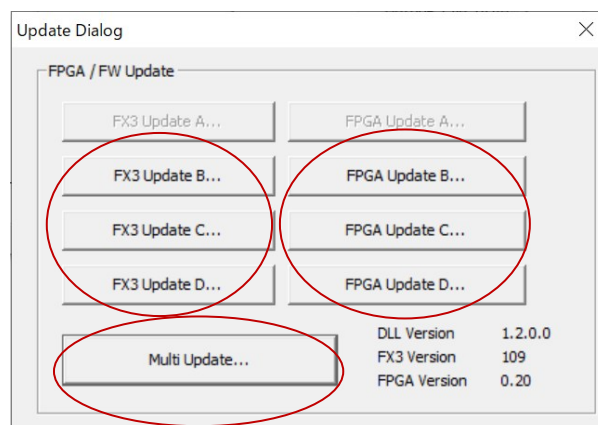 Update Dialog
FPGA / FW Update
FX3 Update A...
FPGA Update A...
FX3 Update B...
FPGA Update B...
FX3 Update C...
FPGA Update C...
FX3 Update D...
FPGA Update D...
Multi Update...
DLL Version 1.2.0.0
FX3 Version 109
FPGA Version 0.20